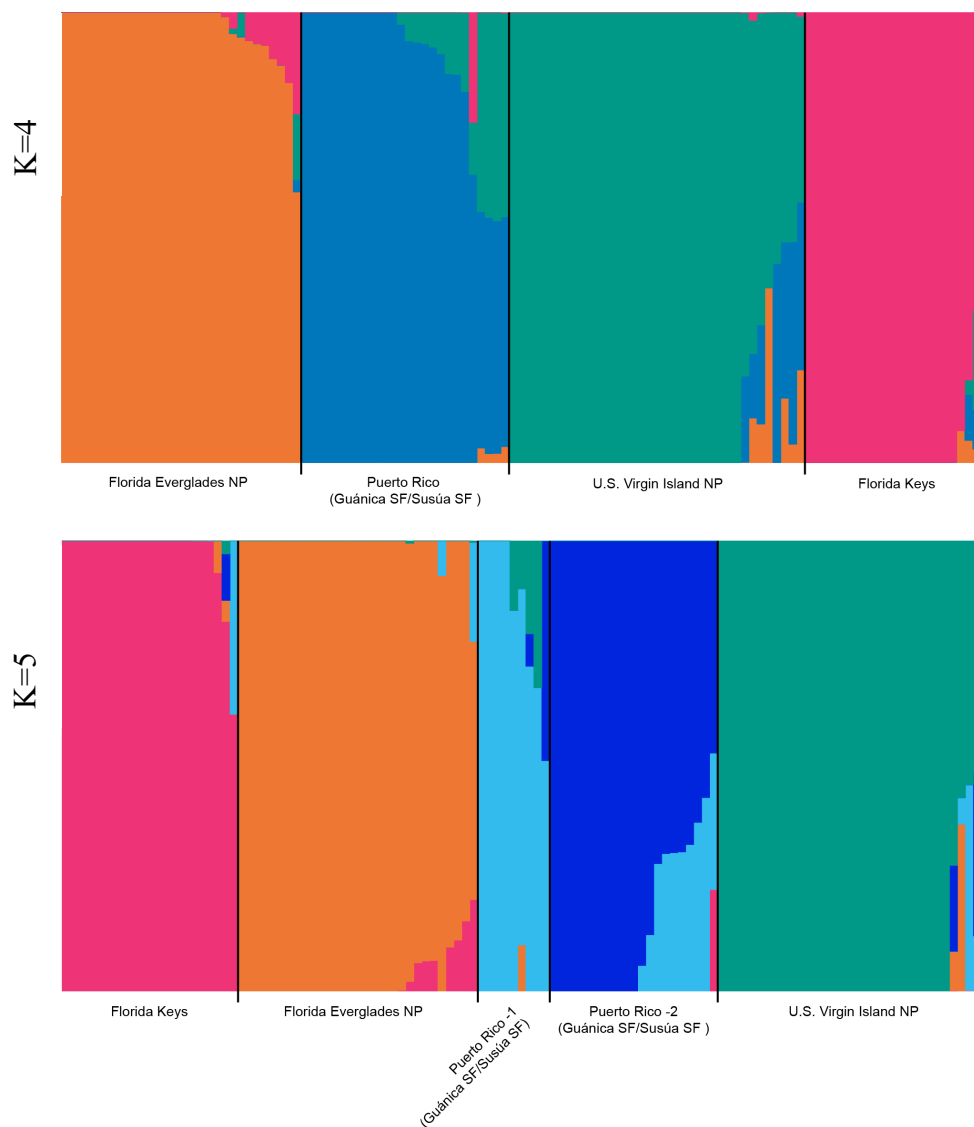 K=4
Florida Everglades NP
Puerto Rico
(Guánica SF/Susúa SF )
U.S. Virgin Island NP
Florida Keys
K=5
Florida Keys
Florida Everglades NP
Puerto Rico -1
(Guánica SF/Susúa SF)
Puerto Rico -2
(Guánica SF/Susúa SF )
U.S. Virgin Island NP